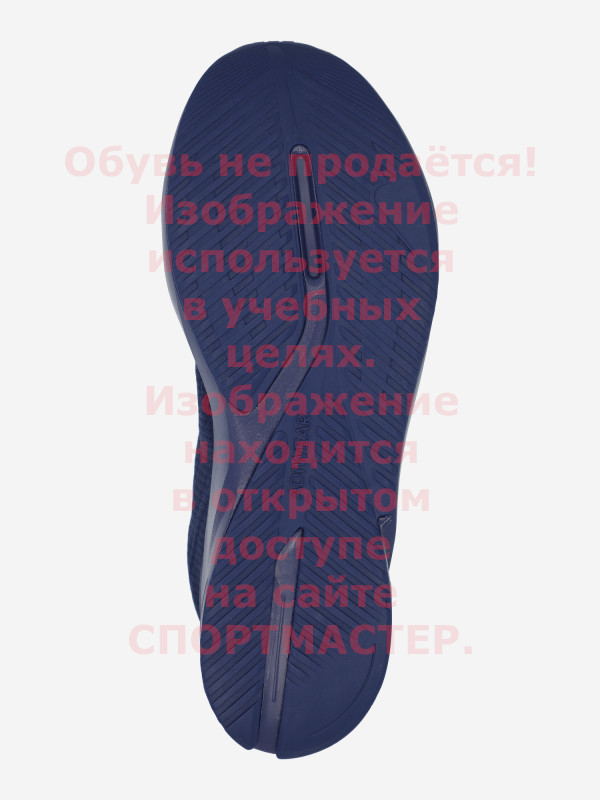 Обувь не продаётся!
Изображение
используется
в учебных
целях.
Изображение
находится
в открытом
доступе
на сайте
СПОРТМАСТЕР.